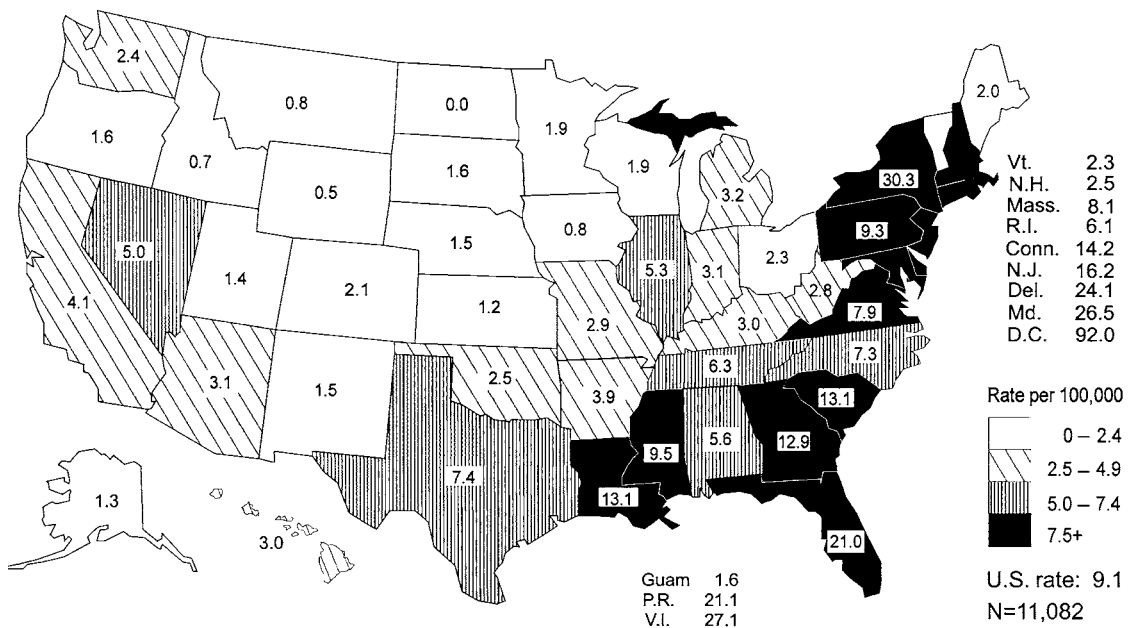 2.4
0.8
0.0
1.9
2.0
1.6
0.7
1.6
1.9
Vt. 2.3
N.H. 2.5
Mass. 8.1
R.I. 6.1
Conn. 14.2
N.J. 16.2
Del. 24.1
Md. 26.5
D.C. 92.0
30.3
0.5
3.2
1.5
0.8
9.3
5.0
5.3
3.1
2.3
1.4
2.1
2.8
4.1
1.2
2.9
3.0
7.9
3.1
1.5
2.5
3.9
6.3
7.3
13.1
5.6
12.9
9.5
7.4
13.1
21.0
1.3
3.0
Rate per 100,000
0 – 2.4
2.5 – 4.9
5.0 – 7.4
7.5+
U.S. rate: 9.1
N=11,082
Guam 1.6
P.R. 21.1
V.I. 27.1